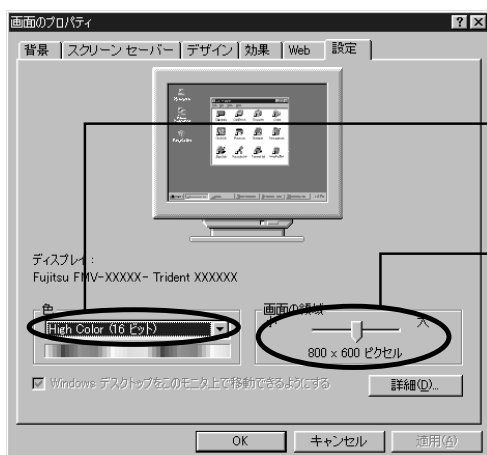 画面のプロパティ
背景 スクリーン セーバー デザイン 効果 Web 設定
ディスプレイ:
Fujitsu FMV-XXXXX- Trident XXXXXX
色
High Color (16 ビット)
画面の領域
小 大
800 x 600 ピクセル
Windows デスクトップをこのモニタ上で移動できるようにする
詳細(D)...
OK キャンセル 適用(A)